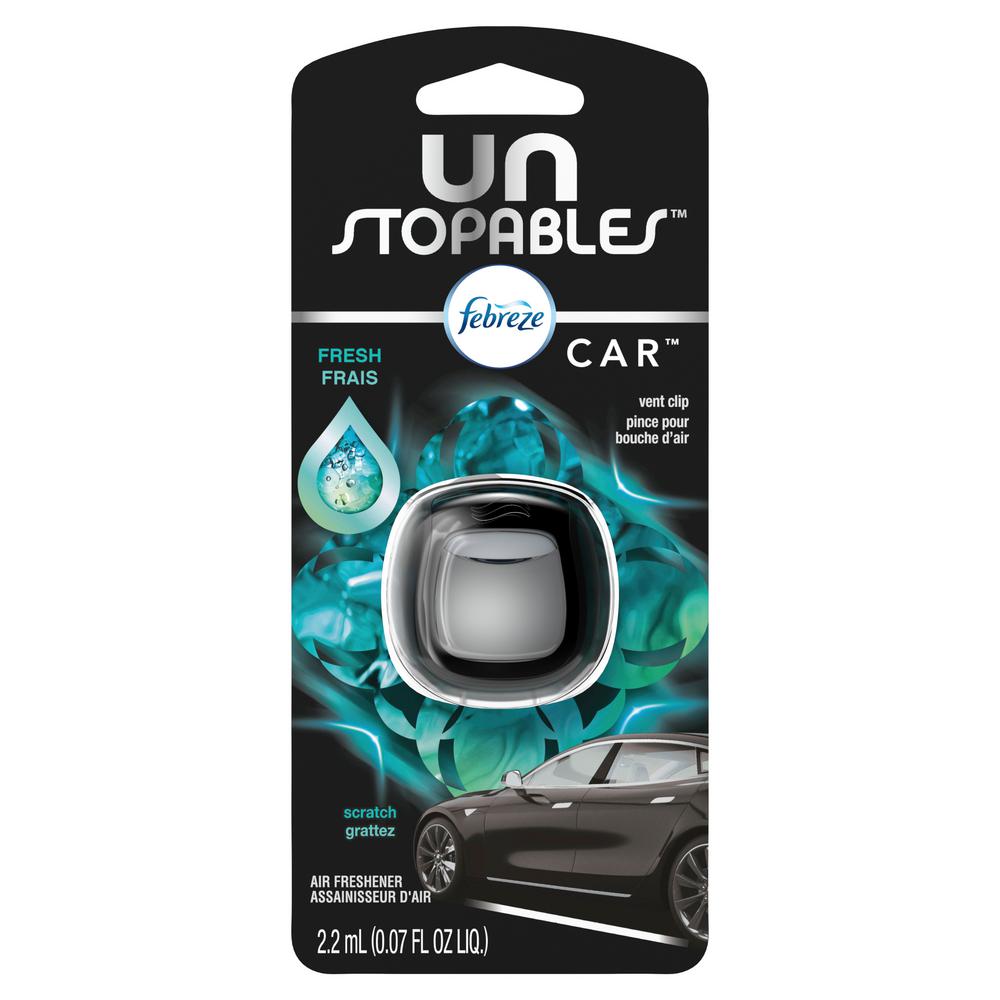 UN
STOPABLES™
febreze
CAR™
FRESH
FRAIS
vent clip
pince pour
bouche d'air
scratch
grattez
AIR FRESHENER
ASSAINISSEUR D'AIR
2.2 mL (0.07 FL OZ LIQ.)